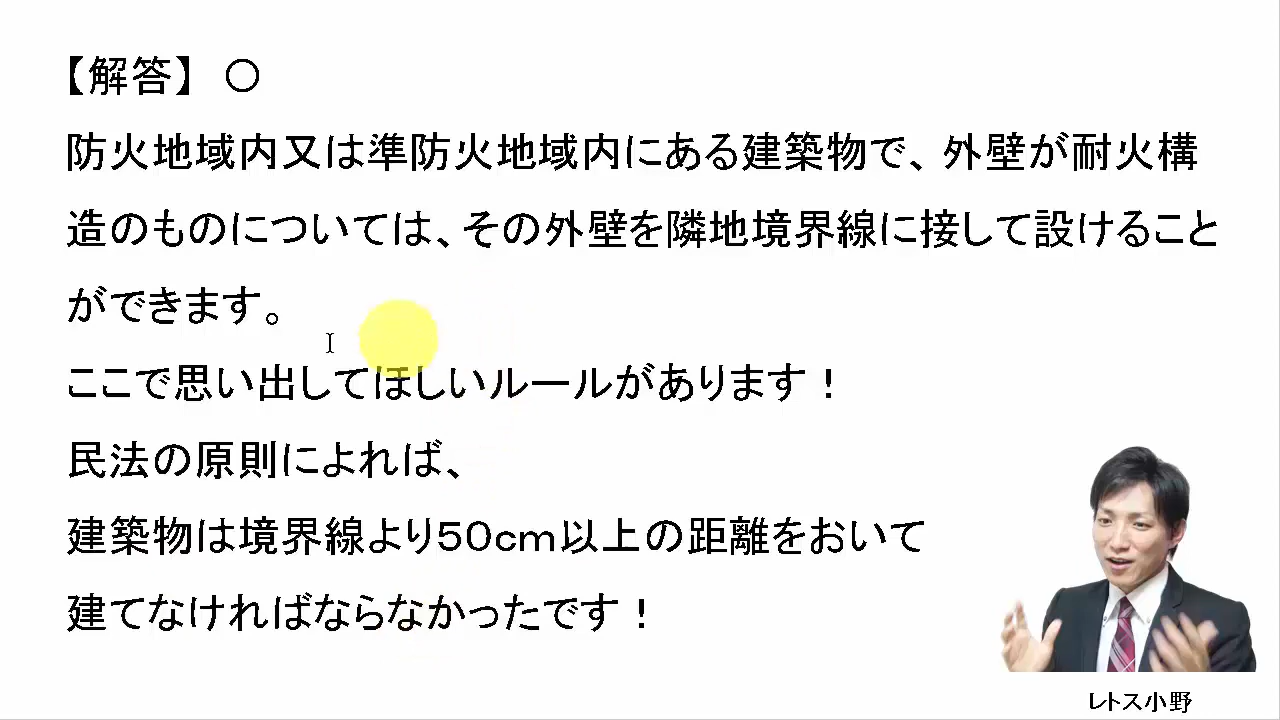 【解答】 ○
防火地域内又は準防火地域内にある建築物で、外壁が耐火構
造のものについては、その外壁を隣地境界線に接して設けること
ができます。
ここで思い出してほしいルールがあります！
民法の原則によれば、
建築物は境界線より50cm以上の距離をおいて
建てなければならなかったです！
レトス小野